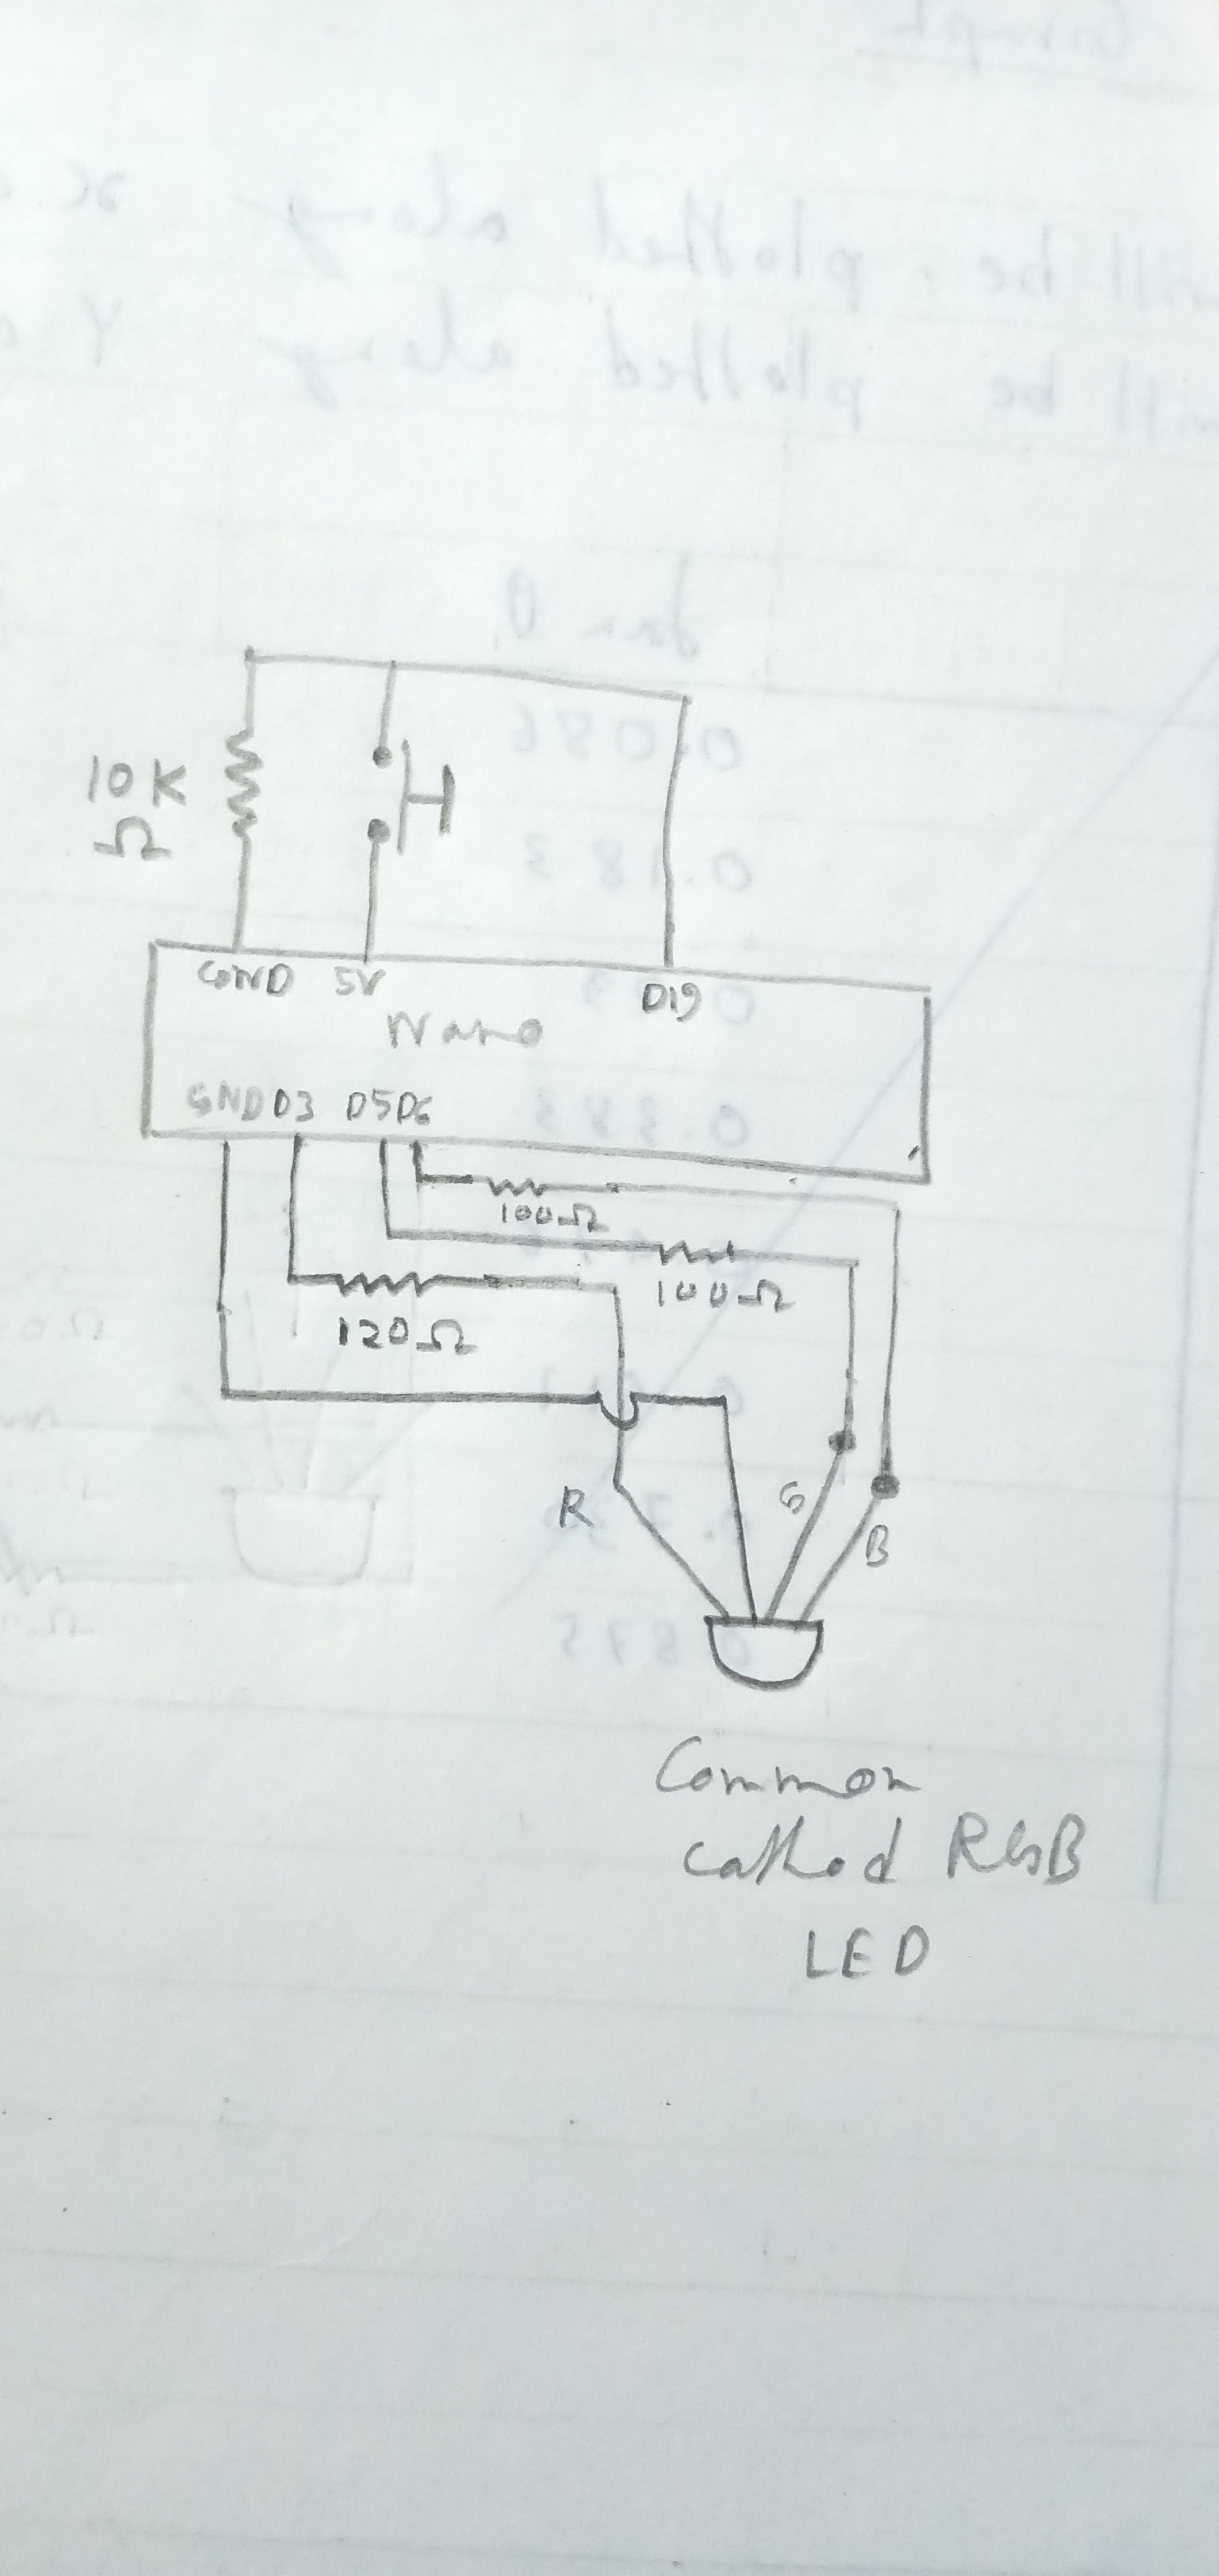 10K
Ω
GND 5V D19
Nano
GND D3 D5 D6
100Ω
100Ω
120Ω
R G B
Common
cathod RGB
LED